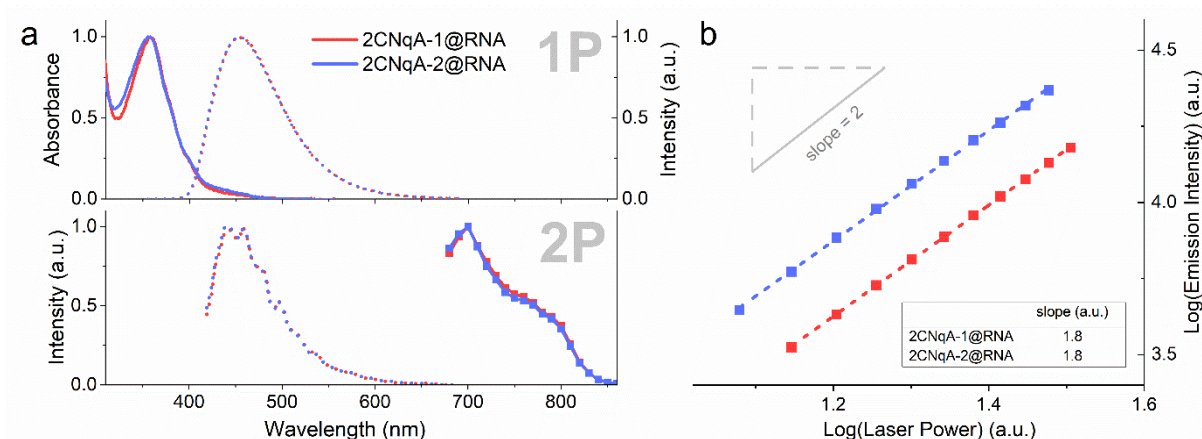 a
2CNqA-1@RNA
2CNqA-2@RNA
1P
Absorbance
1.0
0.5
0.0
Intensity (a.u.)
1.0
0.5
0.0
2P
Intensity (a.u.)
1.0
0.5
0.0
400
500
600
700
800
Wavelength (nm)
b
slope = 2
slope (a.u.)
2CNqA-1@RNA 1.8
2CNqA-2@RNA 1.8
Log(Emission Intensity) (a.u.)
4.5
4.0
3.5
1.2
1.4
1.6
Log(Laser Power) (a.u.)